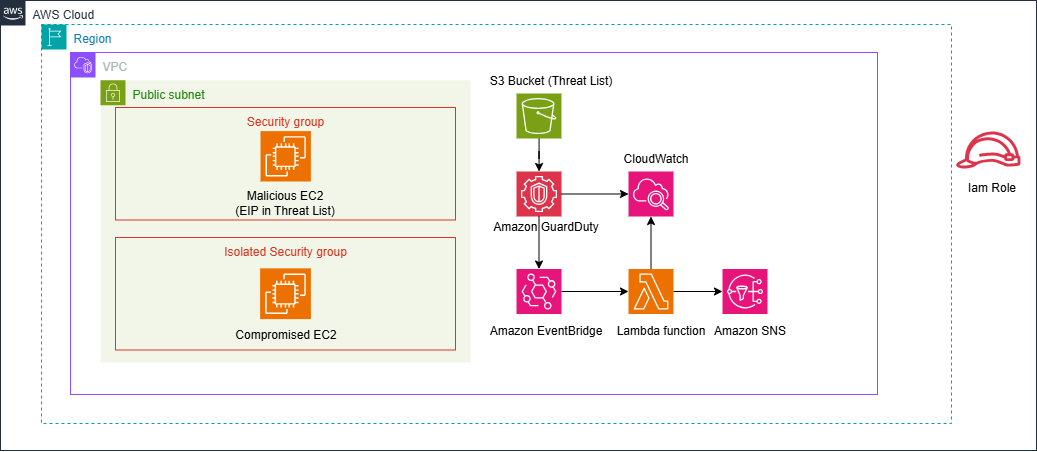 aws
AWS Cloud
Region
VPC
Public subnet
Security group
Malicious EC2
(EIP in Threat List)
Isolated Security group
Compromised EC2
S3 Bucket (Threat List)
CloudWatch
Amazon GuardDuty
Amazon EventBridge
Lambda function
Amazon SNS
Iam Role